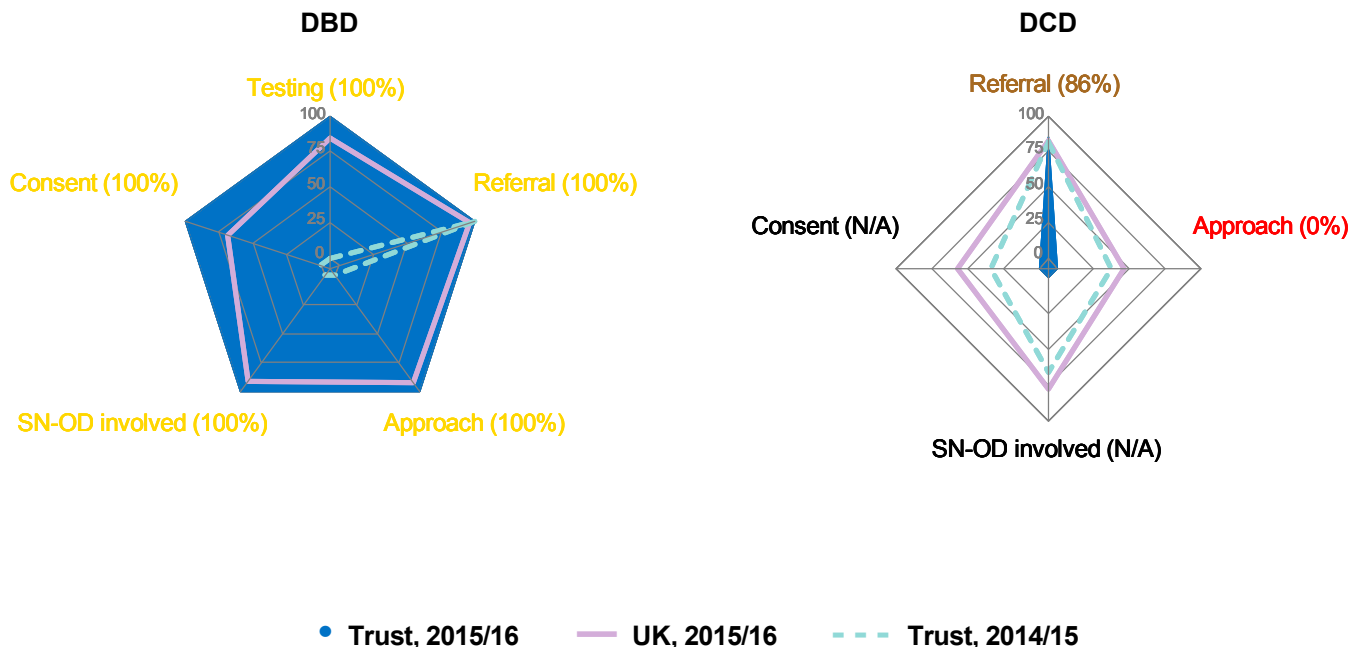 DBD
Testing (100%)
100
75
50
25
0
Consent (100%)
Referral (100%)
SN-OD involved (100%)
Approach (100%)
DCD
Referral (86%)
100
75
50
25
0
Consent (N/A)
Approach (0%)
SN-OD involved (N/A)
Trust, 2015/16
UK, 2015/16
Trust, 2014/15